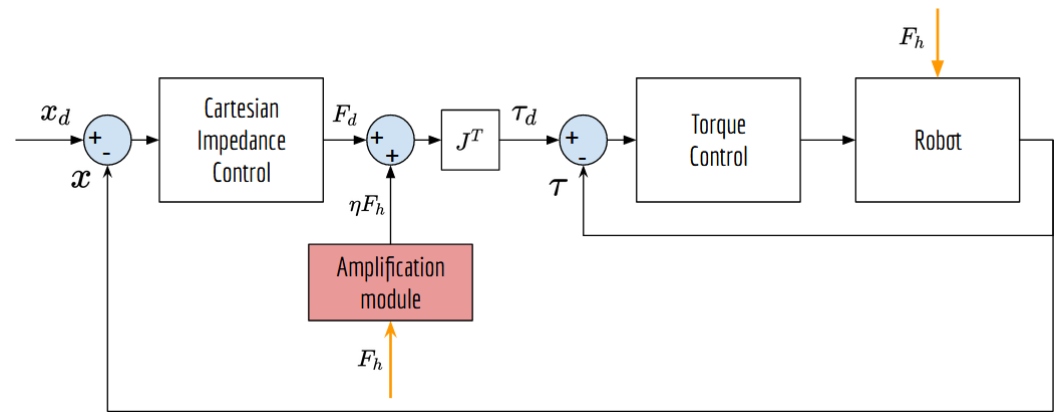 F_h
x_d
+
-
x
Cartesian
Impedance
Control
F_d
+
+
J^T
τ_d
+
-
τ
Torque
Control
Robot
ηF_h
Amplification
module
F_h